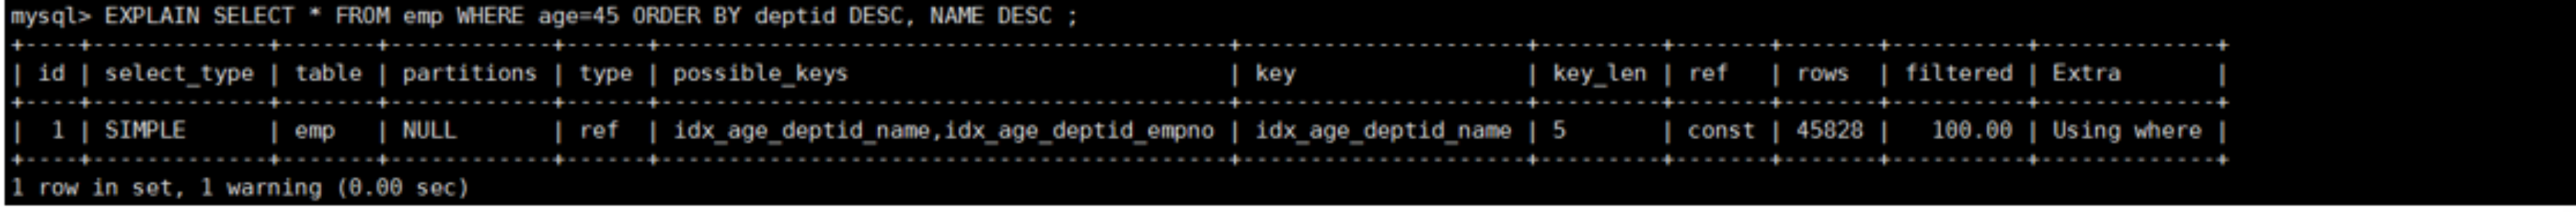 mysql> EXPLAIN SELECT * FROM emp WHERE age=45 ORDER BY deptid DESC, NAME DESC ;
+----+-------------+-------+------------+------+-------------------------------------------+---------------------+---------+-------+-------+----------+-------------+
| id | select_type | table | partitions | type | possible_keys                             | key                 | key_len | ref   | rows  | filtered | Extra       |
+----+-------------+-------+------------+------+-------------------------------------------+---------------------+---------+-------+-------+----------+-------------+
|  1 | SIMPLE      | emp   | NULL       | ref  | idx_age_deptid_name,idx_age_deptid_empno | idx_age_deptid_name | 5       | const | 45828 |   100.00 | Using where |
+----+-------------+-------+------------+------+-------------------------------------------+---------------------+---------+-------+-------+----------+-------------+
1 row in set, 1 warning (0.00 sec)